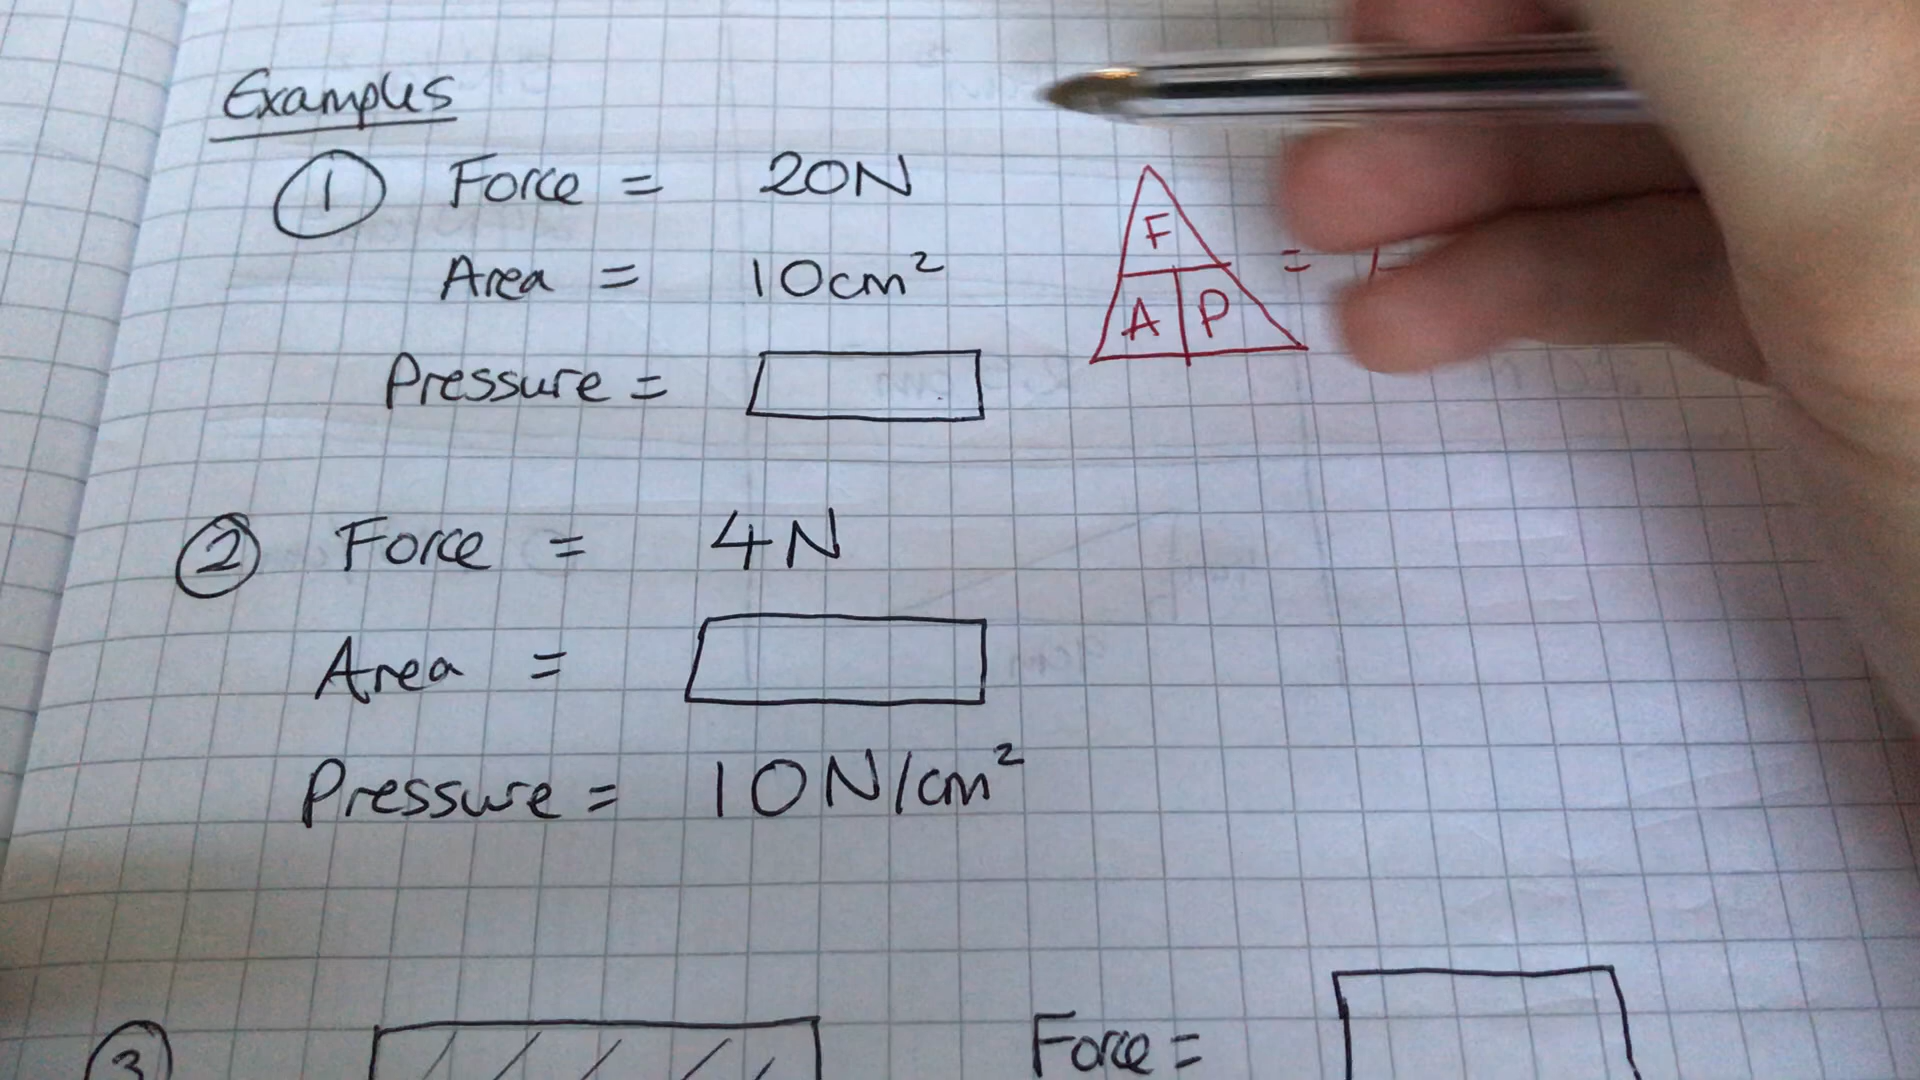 Examples
① Force = 20N
Area = 10cm²
Pressure =
F
A P
=
② Force = 4N
Area =
Pressure = 10N/cm²
③
Force =